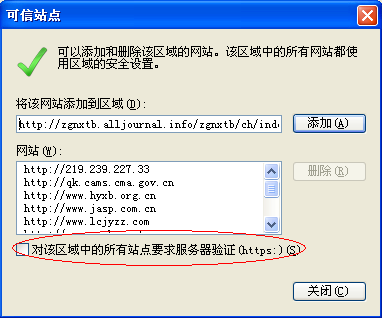 可信站点
可以添加和删除该区域的网站。该区域中的所有网站都使
用区域的安全设置。
将该网站添加到区域(D):
http://zgnxtb.alljournal.info/zgnxtb/ch/inde
添加(A)
网站(W):
http://219.239.227.33
http://qk.cams.cma.gov.cn
http://www.hyxb.org.cn
http://www.jasp.com.cn
http://www.lcjyzz.com
删除(R)
对该区域中的所有站点要求服务器验证(https:)(S)
关闭(C)